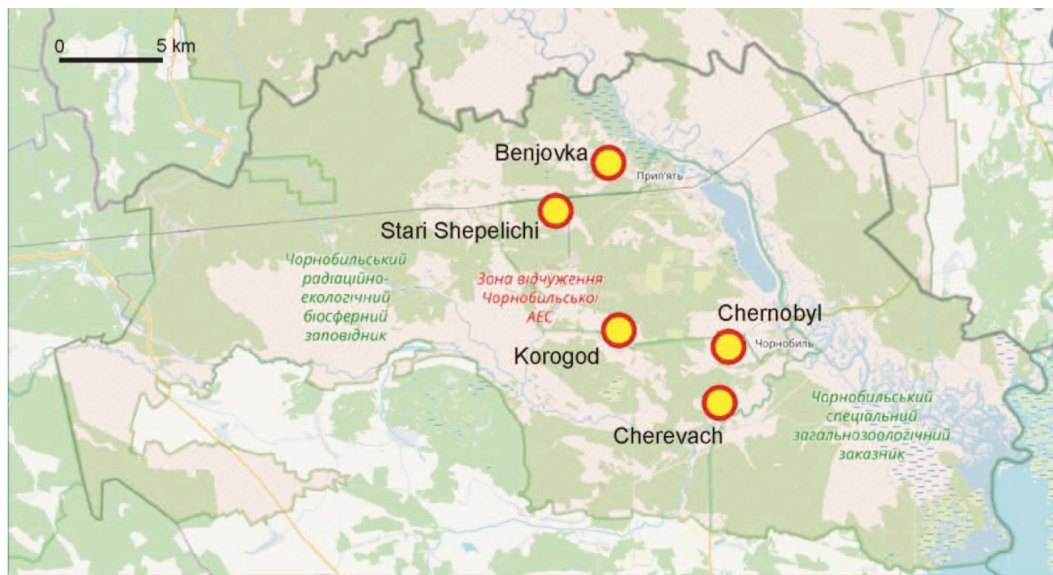 0 5 km
Benjovka
Прип'ять
Stari Shepelichi
Чорнобильський
радіаційно-
екологічний
біосферний
заповідник
Зона відчуження
Чорнобильської
АЕС
Chernobyl
Чорнобиль
Korogod
Cherevach
Чорнобильський
спеціальний
загальнозоологічний
заказник